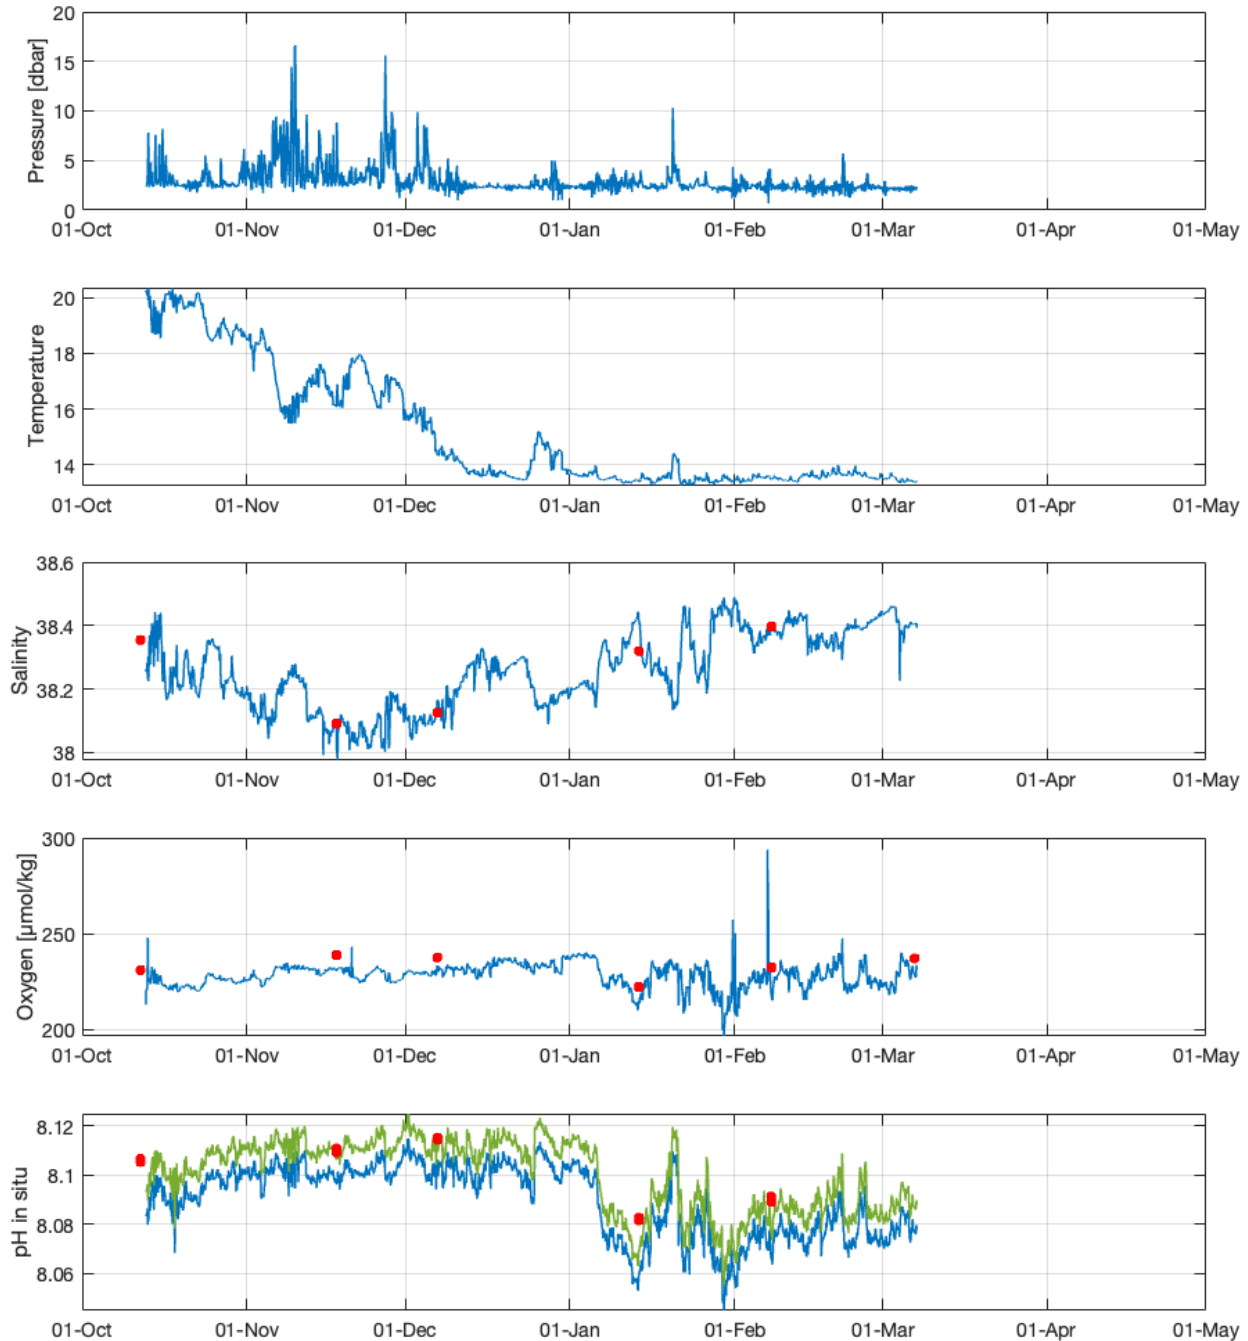 20
15
10
5
0
Pressure [dbar]
01-Oct 01-Nov 01-Dec 01-Jan 01-Feb 01-Mar 01-Apr 01-May
20
18
16
14
Temperature
01-Oct 01-Nov 01-Dec 01-Jan 01-Feb 01-Mar 01-Apr 01-May
38.6
38.4
38.2
38
Salinity
01-Oct 01-Nov 01-Dec 01-Jan 01-Feb 01-Mar 01-Apr 01-May
300
250
200
Oxygen [µmol/kg]
01-Oct 01-Nov 01-Dec 01-Jan 01-Feb 01-Mar 01-Apr 01-May
8.12
8.1
8.08
8.06
pH in situ
01-Oct 01-Nov 01-Dec 01-Jan 01-Feb 01-Mar 01-Apr 01-May